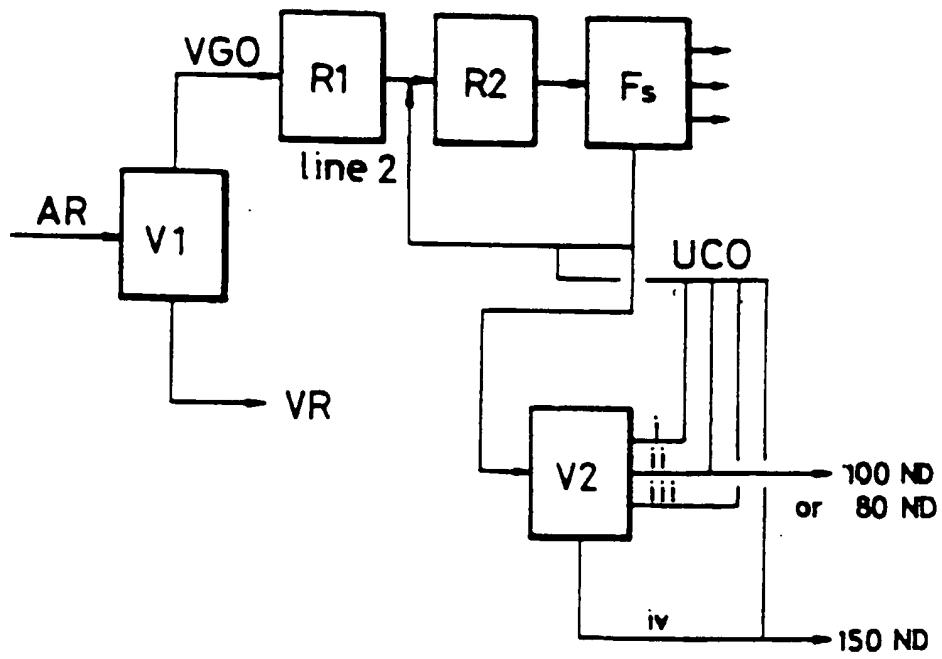 VGO
R1
R2
Fs
line 2
AR
V1
UCO
VR
i
ii
V2
iii
100 ND
or 80 ND
iv
150 ND